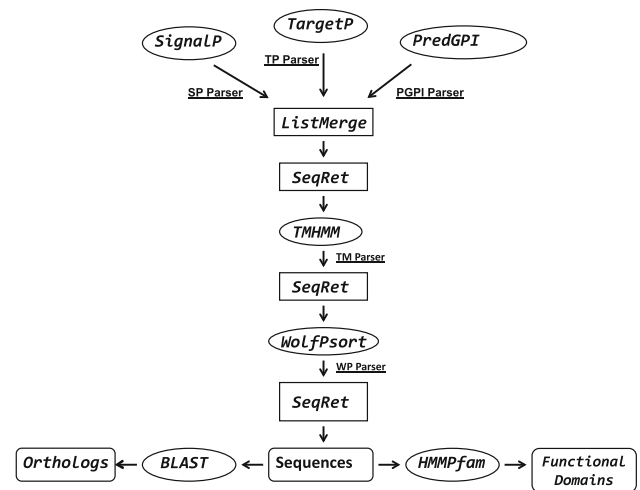 SignalP
TargetP
PredGPI
TP Parser
SP Parser
PGPI Parser
ListMerge
SeqRet
TMHMM
TM Parser
SeqRet
WolfPsort
WP Parser
SeqRet
Orthologs
BLAST
Sequences
HMMPfam
Functional
Domains